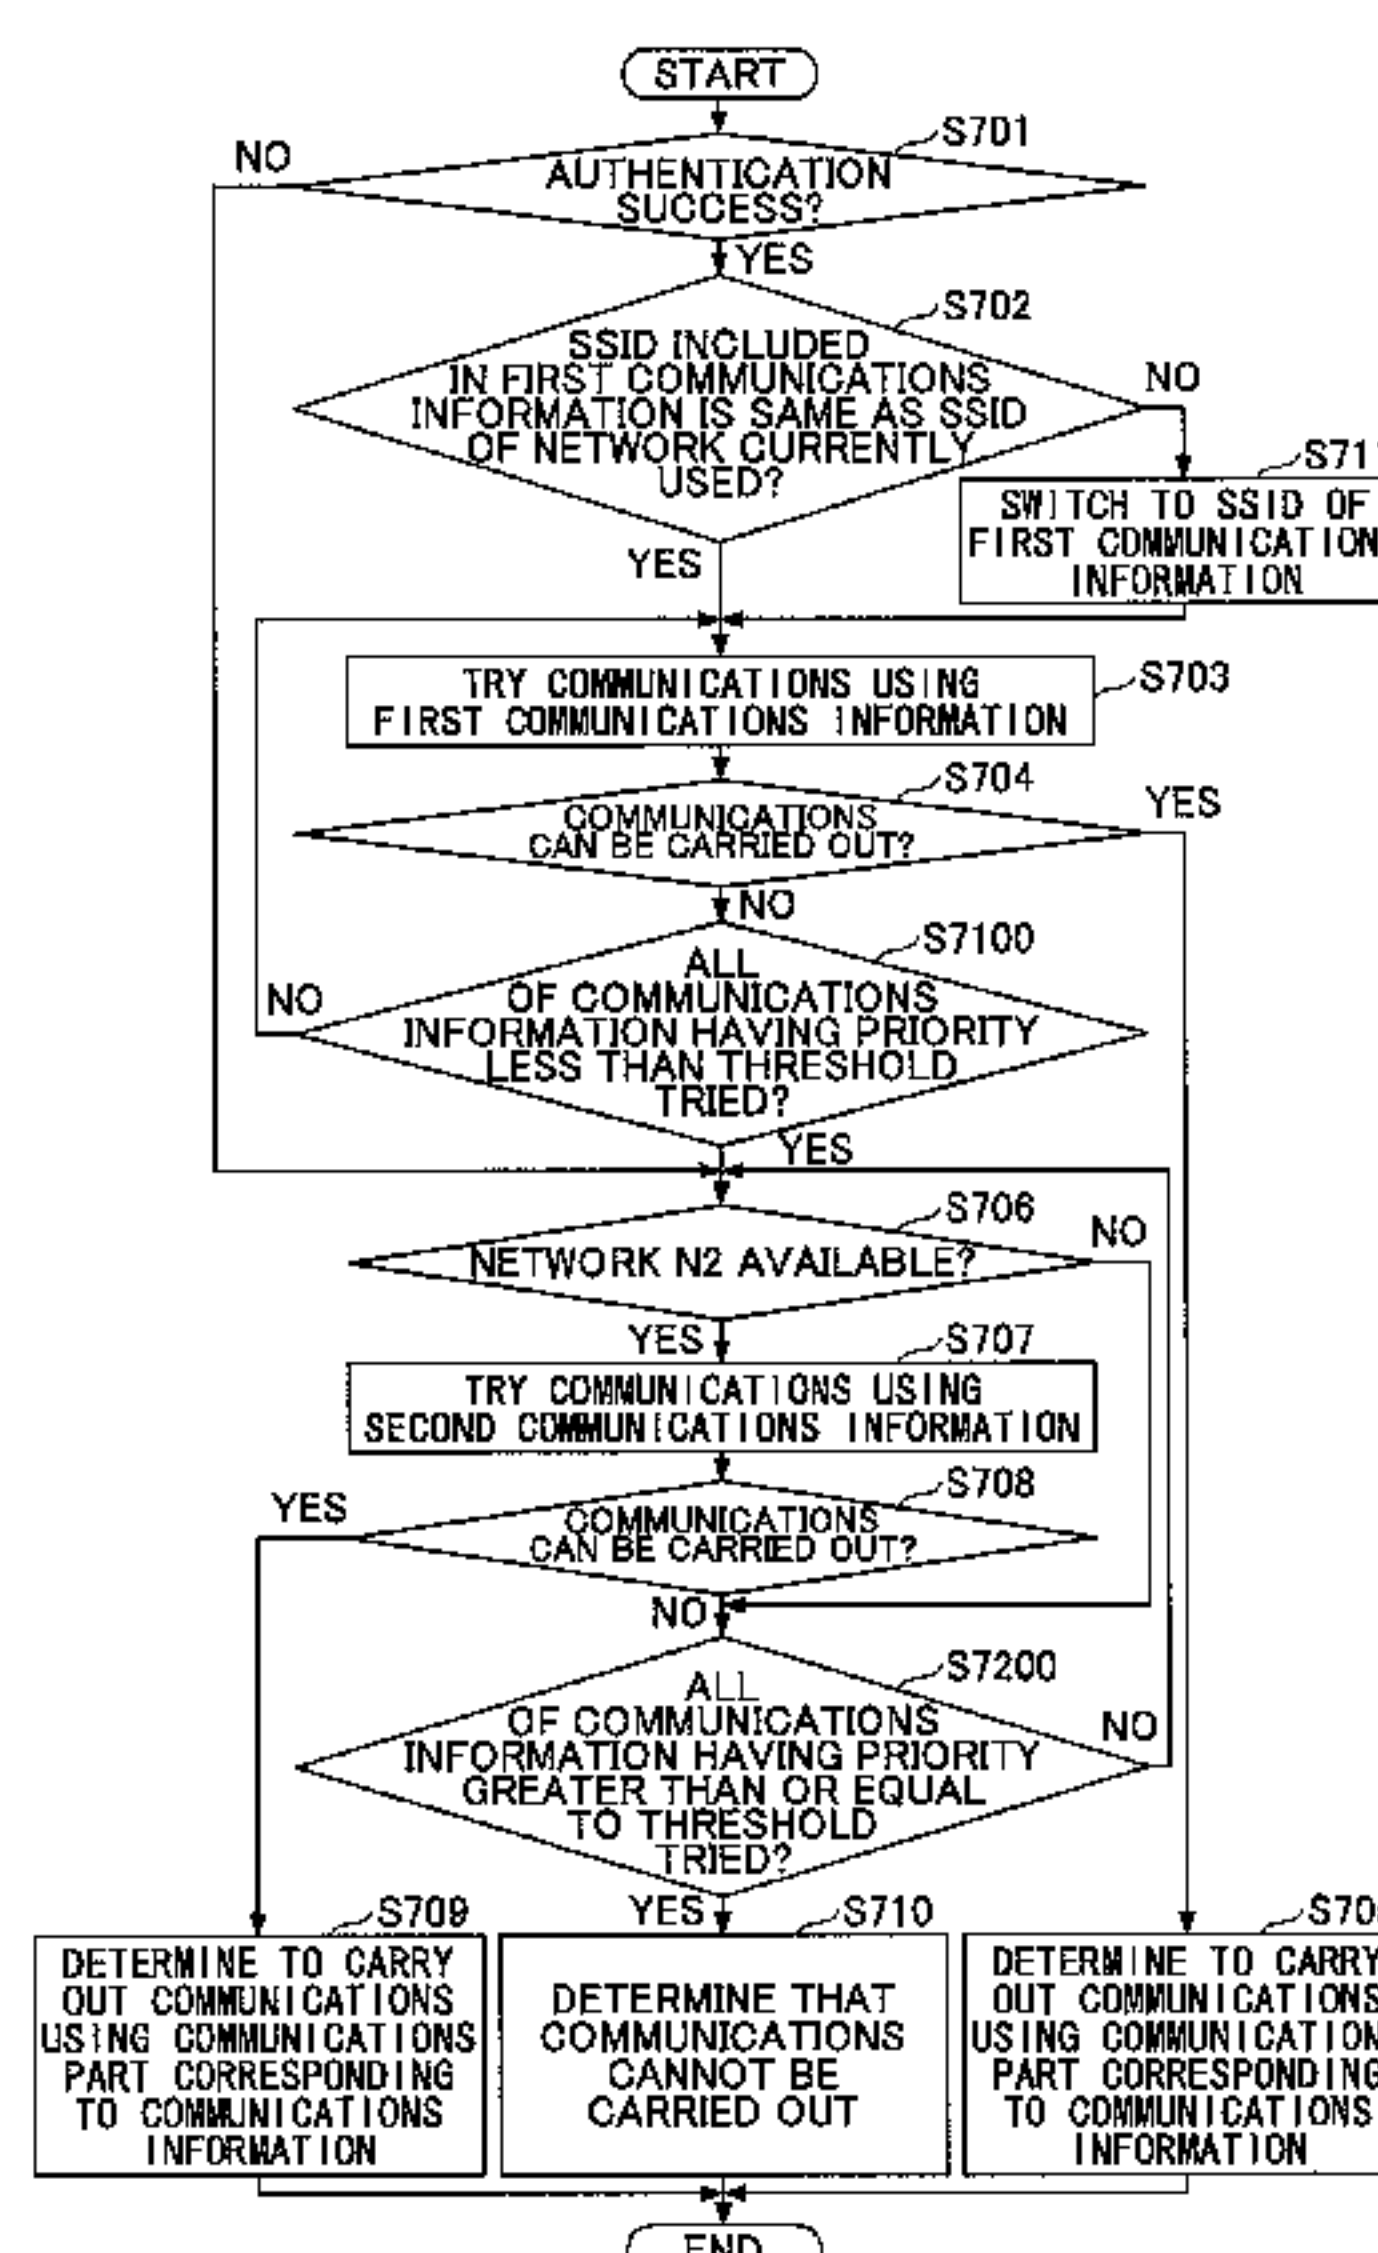 START
S701
NO
AUTHENTICATION
SUCCESS?
YES
S702
SSID INCLUDED
IN FIRST COMMUNICATIONS
INFORMATION IS SAME AS SSID
OF NETWORK CURRENTLY
USED?
NO
YES
SWITCH TO SSID OF
FIRST COMMUNICATION
INFORMATION
S703
TRY COMMUNICATIONS USING
FIRST COMMUNICATIONS INFORMATION
S704
COMMUNICATIONS
CAN BE CARRIED OUT?
YES
NO
S7100
ALL
OF COMMUNICATIONS
INFORMATION HAVING PRIORITY
LESS THAN THRESHOLD
TRIED?
NO
YES
S706
NETWORK N2 AVAILABLE?
NO
YES
S707
TRY COMMUNICATIONS USING
SECOND COMMUNICATIONS INFORMATION
S708
COMMUNICATIONS
CAN BE CARRIED OUT?
YES
NO
S7200
ALL
OF COMMUNICATIONS
INFORMATION HAVING PRIORITY
GREATER THAN OR EQUAL
TO THRESHOLD
TRIED?
NO
YES
S709
DETERMINE TO CARRY
OUT COMMUNICATIONS
USING COMMUNICATIONS
PART CORRESPONDING
TO COMMUNICATIONS
INFORMATION
S710
DETERMINE THAT
COMMUNICATIONS
CANNOT BE
CARRIED OUT
DETERMINE TO CARRY
OUT COMMUNICATIONS
USING COMMUNICATION
PART CORRESPONDING
TO COMMUNICATIONS
INFORMATION
END